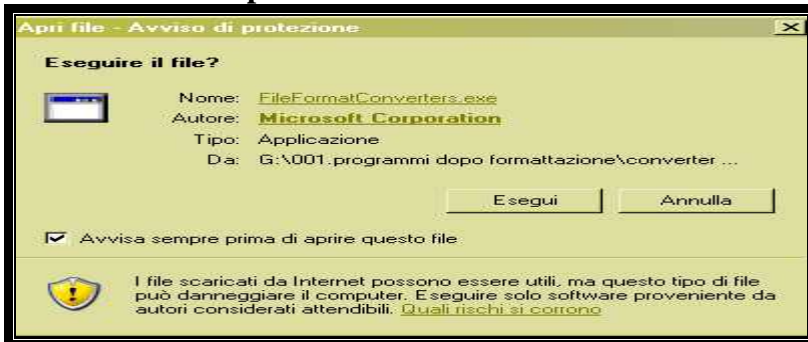 Apri file - Avviso di protezione
Eseguire il file?
Nome: FileFormatConverters.exe
Autore: Microsoft Corporation
Tipo: Applicazione
Da: G:\001.programmi dopo formattazione\converter ...
Esegui Annulla
Avvisa sempre prima di aprire questo file
I file scaricati da Internet possono essere utili, ma questo tipo di file
può danneggiare il computer. Eseguire solo software proveniente da
autori considerati attendibili. Quali rischi si corrono